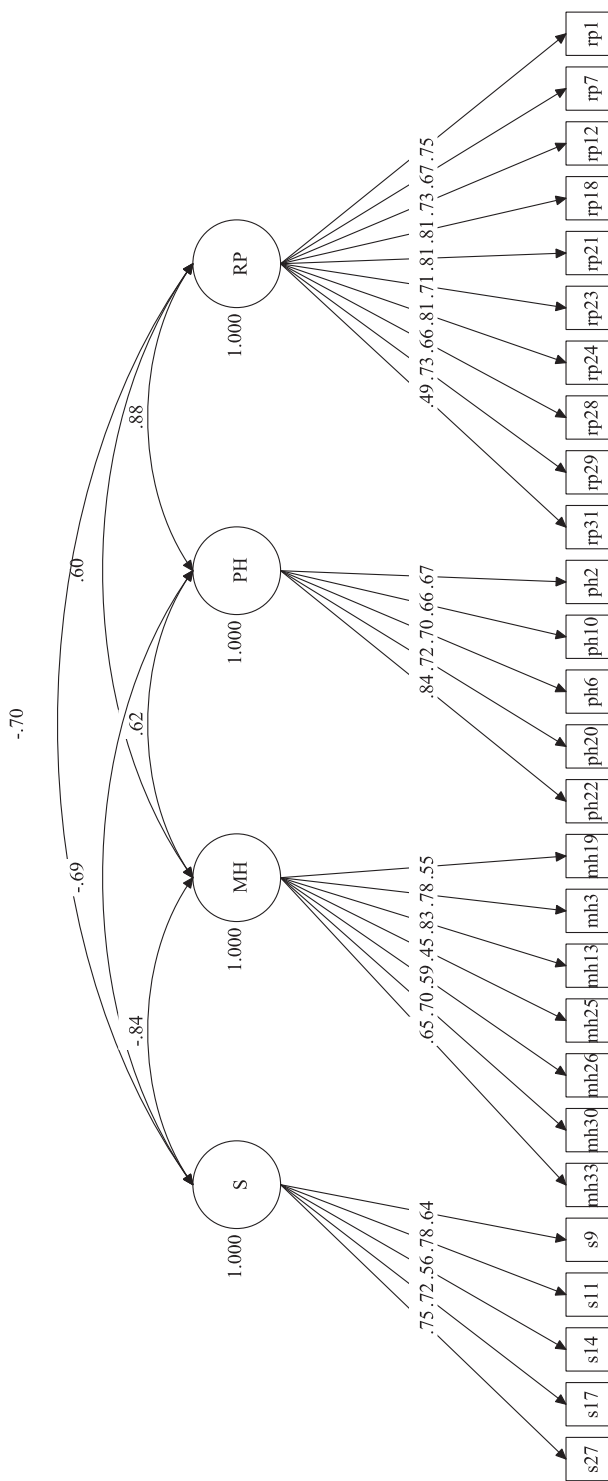 -.70
-.69 .60
-.84 .62 .88
1.000 S 1.000 MH 1.000 PH 1.000 RP
.75 .72 .56 .78 .64 .65 .70 .59 .45 .83 .78 .55 .84 .72 .70 .66 .67 .49 .73 .66 .81 .71 .81 .81 .73 .67 .75
s27 s17 s14 s11 s9 mh33 mh30 mh26 mh25 mh13 mh3 mh19 ph22 ph20 ph6 ph10 ph2 rp31 rp29 rp28 rp24 rp23 rp21 rp18 rp12 rp7 rp1